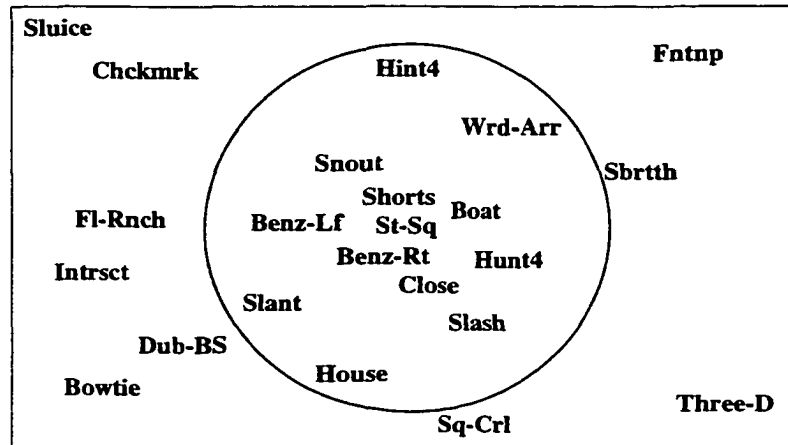 Sluice
Fntnp
Chckmrk
Hint4
Wrd-Arr
Snout
Sbrtth
Shorts
Boat
Fl-Rnch
Benz-Lf
St-Sq
Benz-Rt
Hunt4
Intrsct
Close
Slant
Slash
Dub-BS
House
Bowtie
Three-D
Sq-Crl